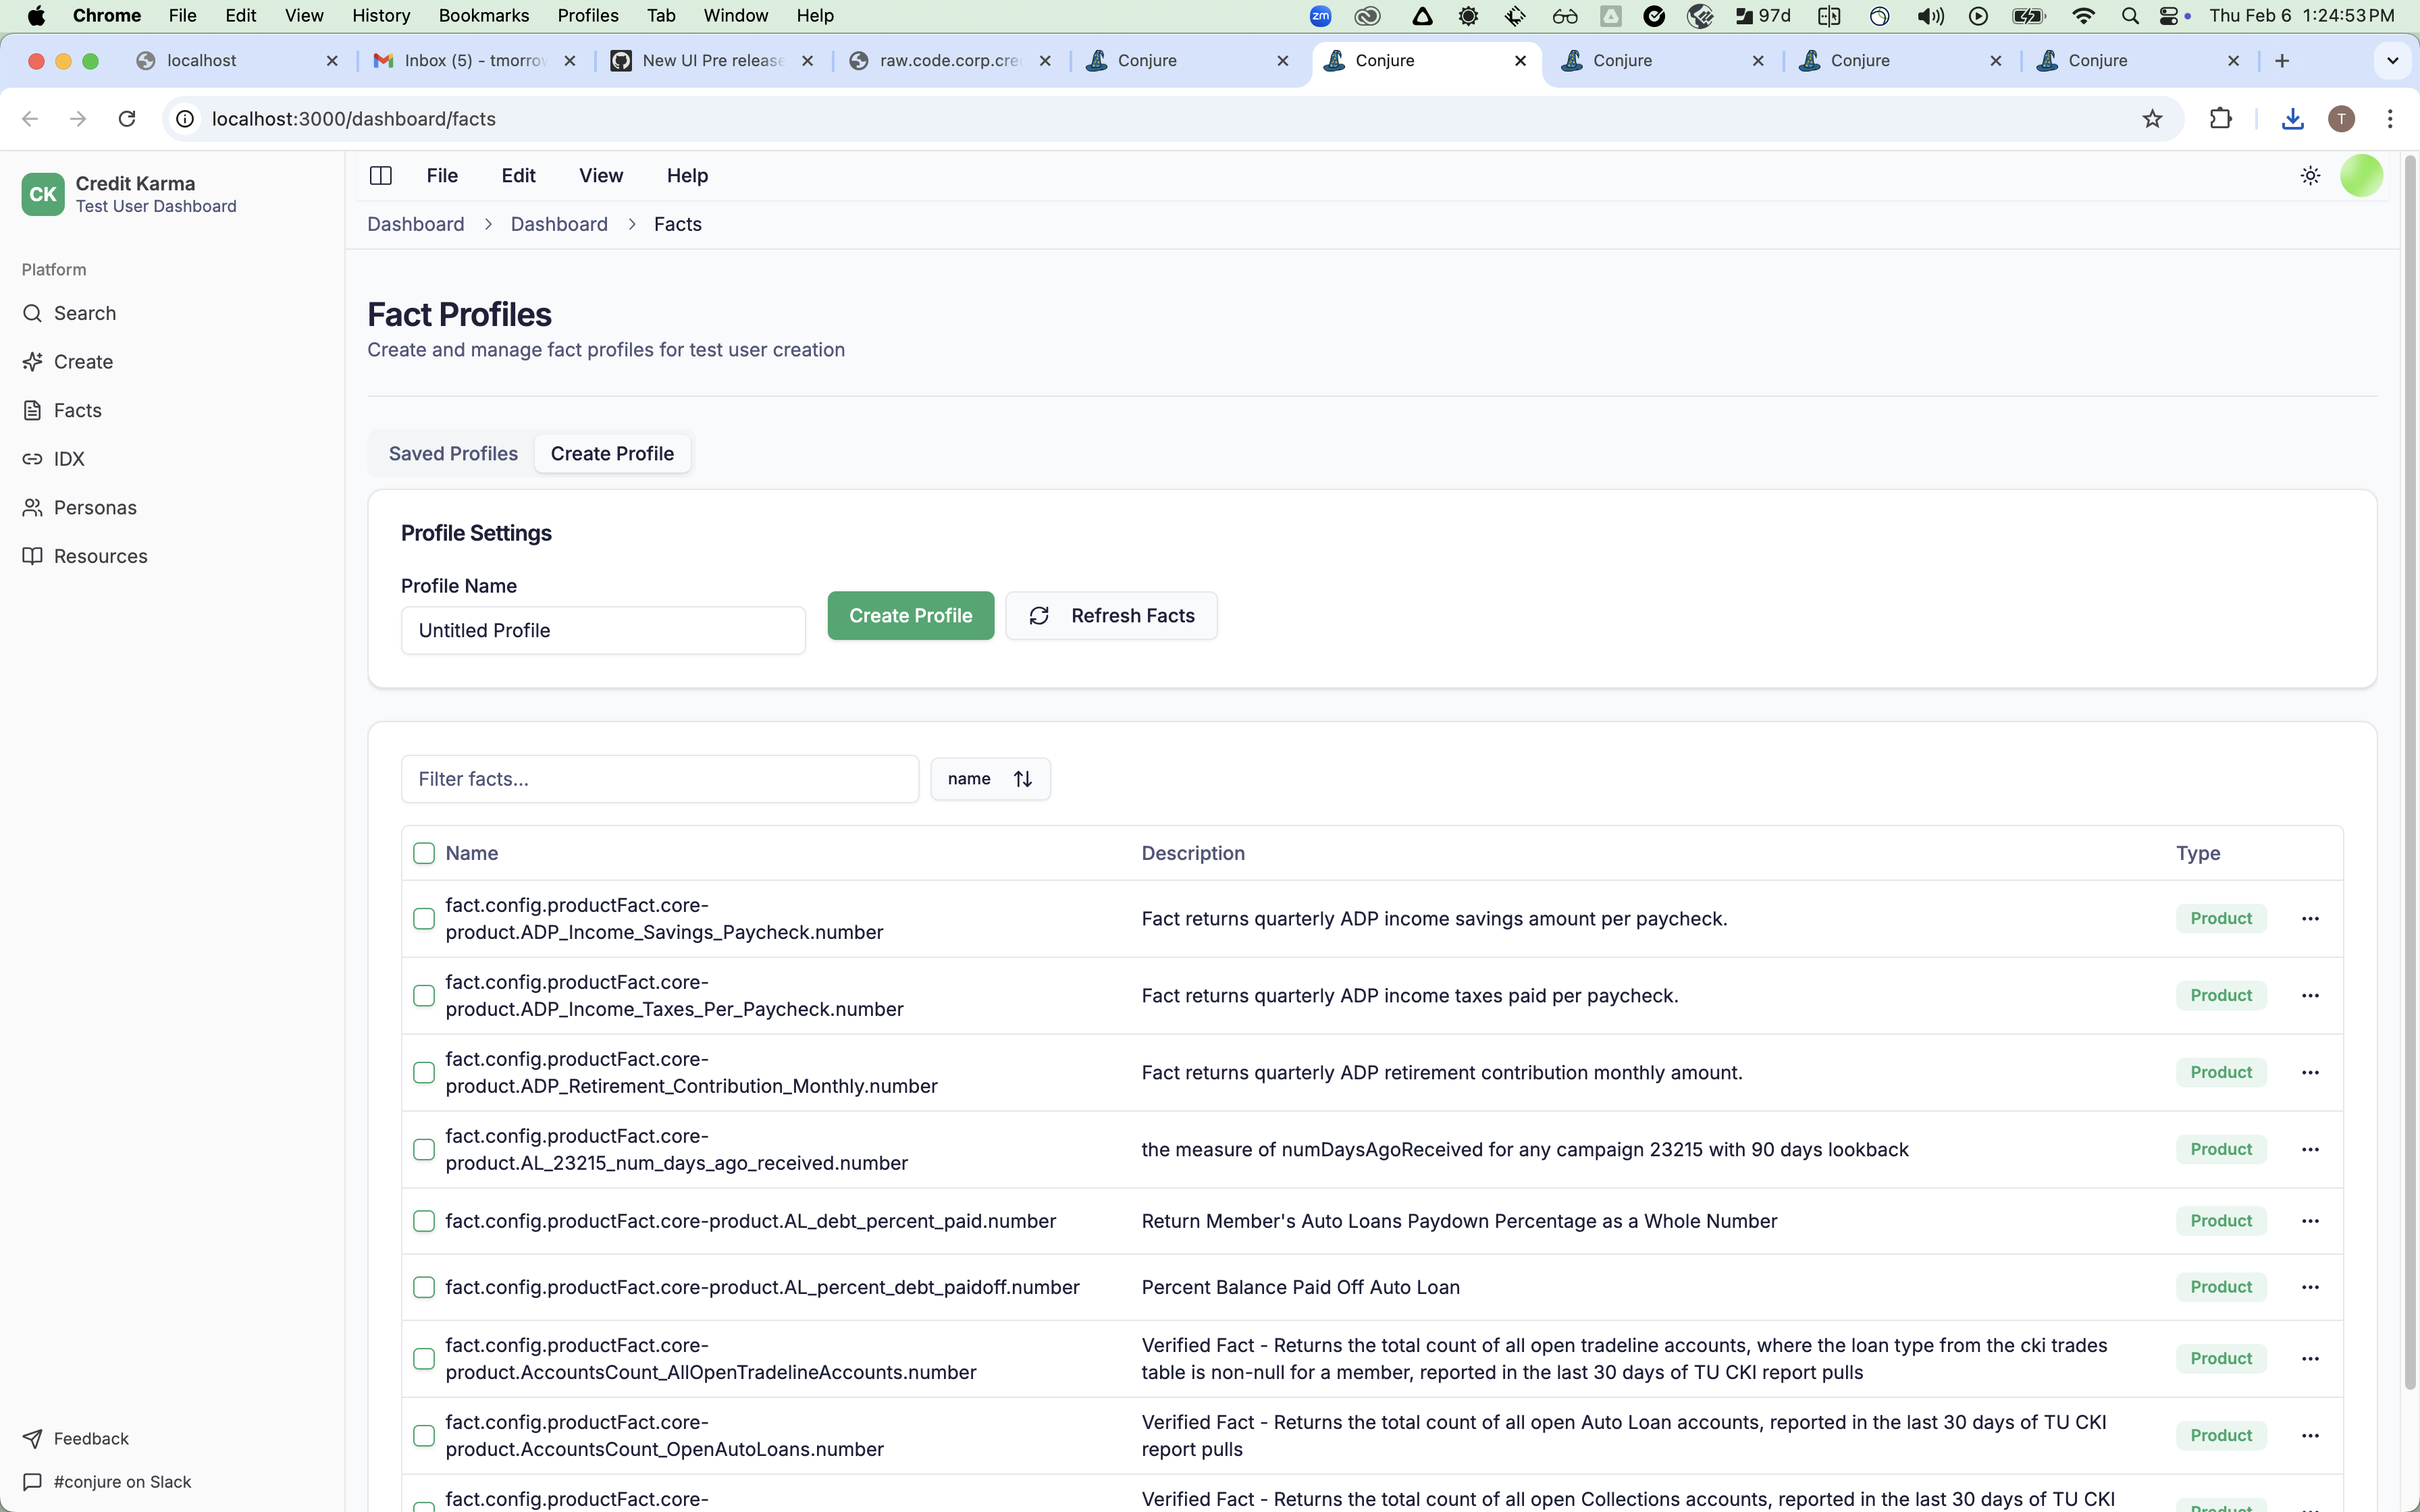 Chrome File Edit View History Bookmarks Profiles Tab Window Help zm 97d Thu Feb 6 1:24:53 PM
localhost Inbox (5) - tmorrow New UI Pre release raw.code.corp.cre Conjure Conjure Conjure Conjure Conjure
localhost:3000/dashboard/facts T
CK Credit Karma
Test User Dashboard
File Edit View Help
Dashboard > Dashboard > Facts
Platform
Search
Create
Facts
IDX
Personas
Resources
Feedback
#conjure on Slack
Fact Profiles
Create and manage fact profiles for test user creation
Saved Profiles Create Profile
Profile Settings
Profile Name
Untitled Profile Create Profile Refresh Facts
Filter facts... name
Name Description Type
fact.config.productFact.core-
product.ADP_Income_Savings_Paycheck.number
Fact returns quarterly ADP income savings amount per paycheck. Product
fact.config.productFact.core-
product.ADP_Income_Taxes_Per_Paycheck.number
Fact returns quarterly ADP income taxes paid per paycheck. Product
fact.config.productFact.core-
product.ADP_Retirement_Contribution_Monthly.number
Fact returns quarterly ADP retirement contribution monthly amount. Product
fact.config.productFact.core-
product.AL_23215_num_days_ago_received.number
the measure of numDaysAgoReceived for any campaign 23215 with 90 days lookback Product
fact.config.productFact.core-product.AL_debt_percent_paid.number Return Member's Auto Loans Paydown Percentage as a Whole Number Product
fact.config.productFact.core-product.AL_percent_debt_paidoff.number Percent Balance Paid Off Auto Loan Product
fact.config.productFact.core-
product.AccountsCount_AllOpenTradelineAccounts.number
Verified Fact - Returns the total count of all open tradeline accounts, where the loan type from the cki trades
table is non-null for a member, reported in the last 30 days of TU CKI report pulls
Product
fact.config.productFact.core-
product.AccountsCount_OpenAutoLoans.number
Verified Fact - Returns the total count of all open Auto Loan accounts, reported in the last 30 days of TU CKI
report pulls
Product
fact.config.productFact.core-
Verified Fact - Returns the total count of all open Collections accounts, reported in the last 30 days of TU CKI
Product